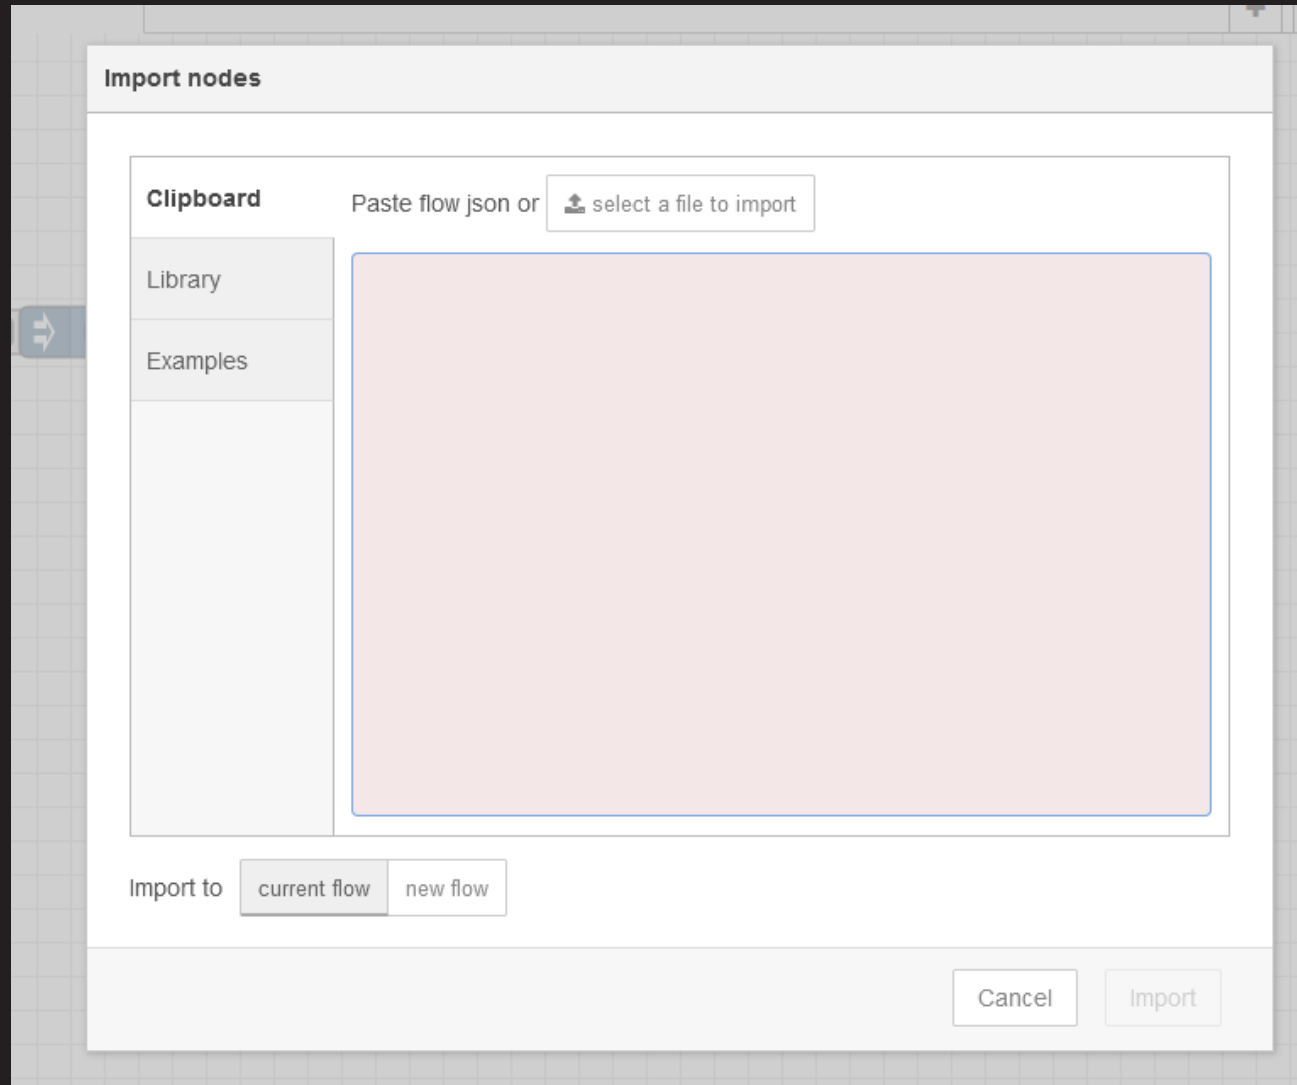 Import nodes
Clipboard
Paste flow json or select a file to import
Library
Examples
Import to current flow new flow
Cancel Import